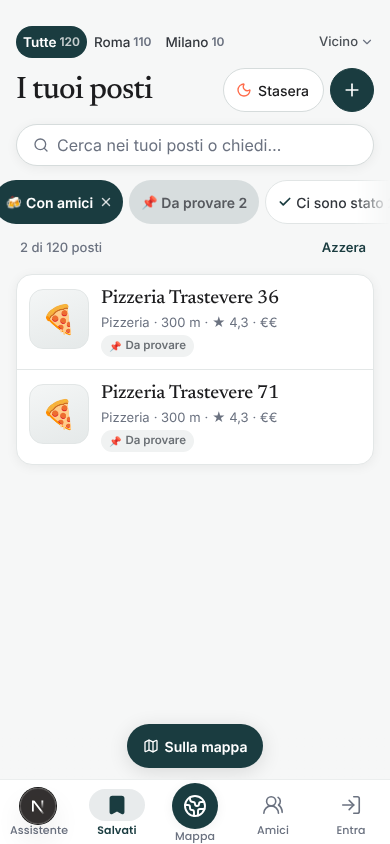 Tutte 120 Roma 110 Milano 10 Vicino
I tuoi posti
Stasera
Cerca nei tuoi posti o chiedi…
Con amici Da provare 2 Ci sono stato
2 di 120 posti Azzera
Pizzeria Trastevere 36
Pizzeria · 300 m · ★ 4,3 · €€
Da provare
Pizzeria Trastevere 71
Pizzeria · 300 m · ★ 4,3 · €€
Da provare
Sulla mappa
N
Assistente Salvati Mappa Amici Entra